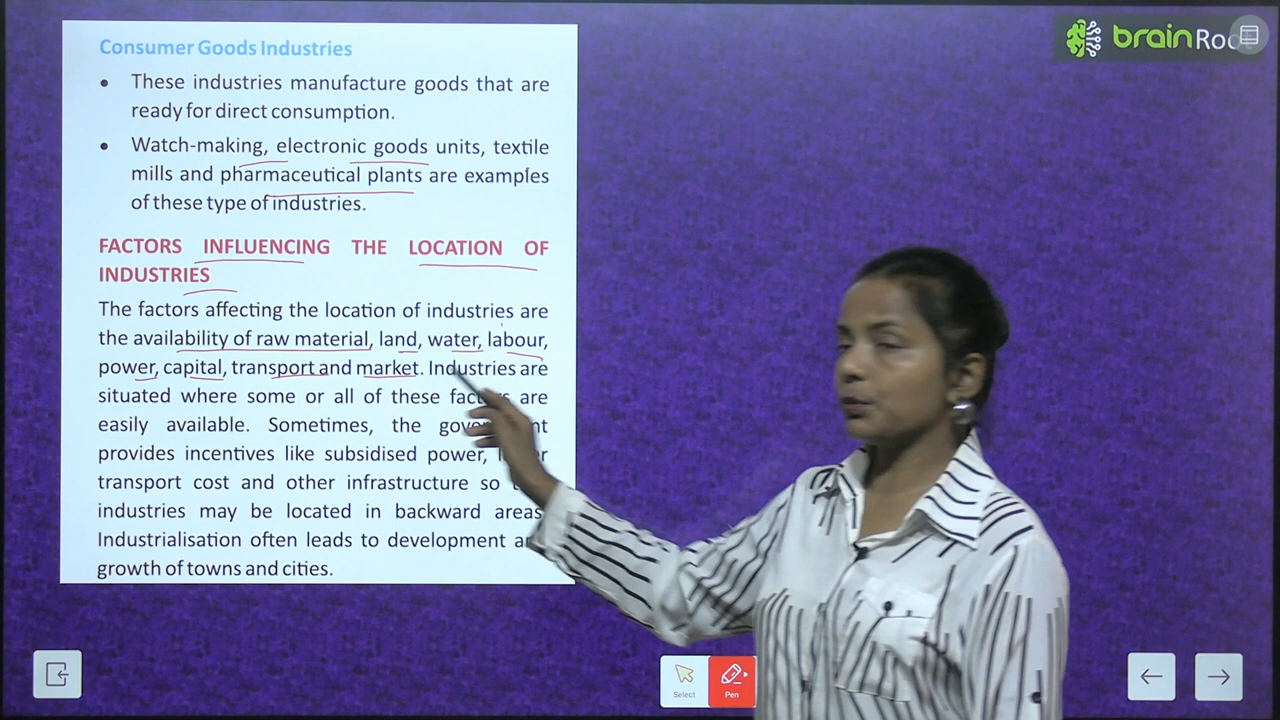 Consumer Goods Industries
• These industries manufacture goods that are
ready for direct consumption.
• Watch-making, electronic goods units, textile
mills and pharmaceutical plants are examples
of these type of industries.
FACTORS INFLUENCING THE LOCATION OF
INDUSTRIES
The factors affecting the location of industries are
the availability of raw material, land, water, labour,
power, capital, transport and market. Industries are
situated where some or all of these are
easily available. Sometimes, the
provides incentives like subsidised power,
transport cost and other infrastructure so
industries may be located in backward areas
Industrialisation often leads to development
growth of towns and cities.
brain
Select
Pen